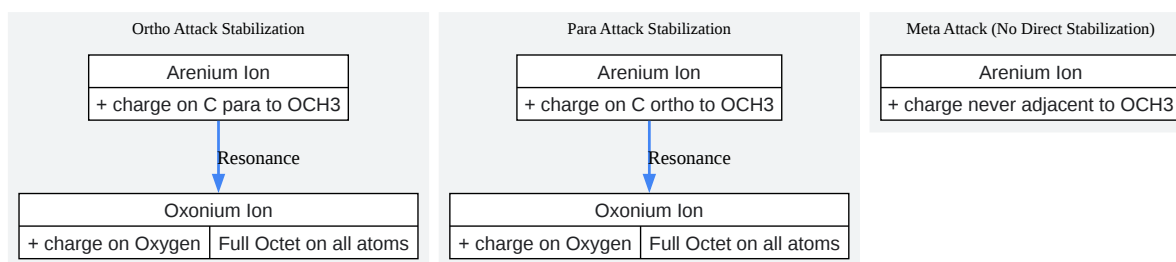 Ortho Attack Stabilization
Arenium Ion
+ charge on C para to OCH3
Resonance
Oxonium Ion
+ charge on Oxygen
Full Octet on all atoms
Para Attack Stabilization
Arenium Ion
+ charge on C ortho to OCH3
Resonance
Oxonium Ion
+ charge on Oxygen
Full Octet on all atoms
Meta Attack (No Direct Stabilization)
Arenium Ion
+ charge never adjacent to OCH3